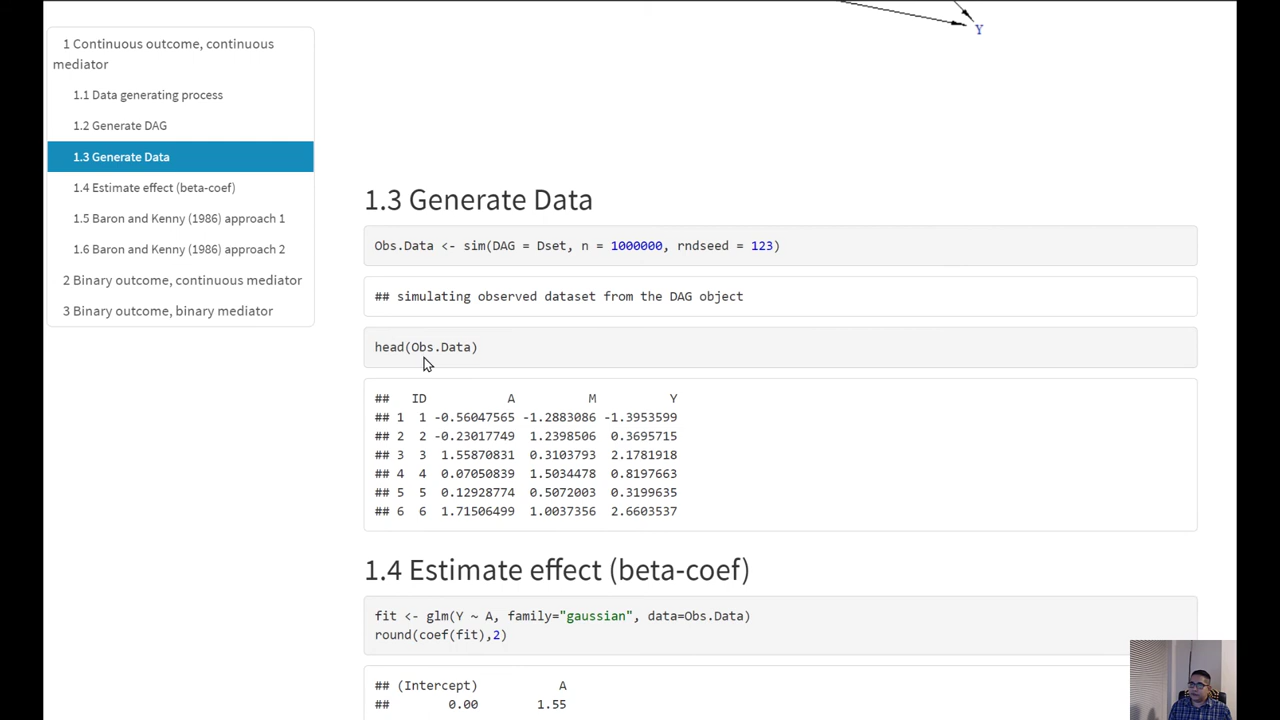 Y
1 Continuous outcome, continuous
mediator
1.1 Data generating process
1.2 Generate DAG
1.3 Generate Data
1.4 Estimate effect (beta-coef)
1.5 Baron and Kenny (1986) approach 1
1.6 Baron and Kenny (1986) approach 2
2 Binary outcome, continuous mediator
3 Binary outcome, binary mediator
1.3 Generate Data
Obs.Data <- sim(DAG = Dset, n = 1000000, rndseed = 123)
## simulating observed dataset from the DAG object
head(Obs.Data)
##   ID           A          M          Y
## 1  1 -0.56047565 -1.2883086 -1.3953599
## 2  2 -0.23017749  1.2398506  0.3695715
## 3  3  1.55870831  0.3103793  2.1781918
## 4  4  0.07050839  1.5034478  0.8197663
## 5  5  0.12928774  0.5072003  0.3199635
## 6  6  1.71506499  1.0037356  2.6603537
1.4 Estimate effect (beta-coef)
fit <- glm(Y ~ A, family="gaussian", data=Obs.Data)
round(coef(fit),2)
## (Intercept)           A
##        0.00        1.55